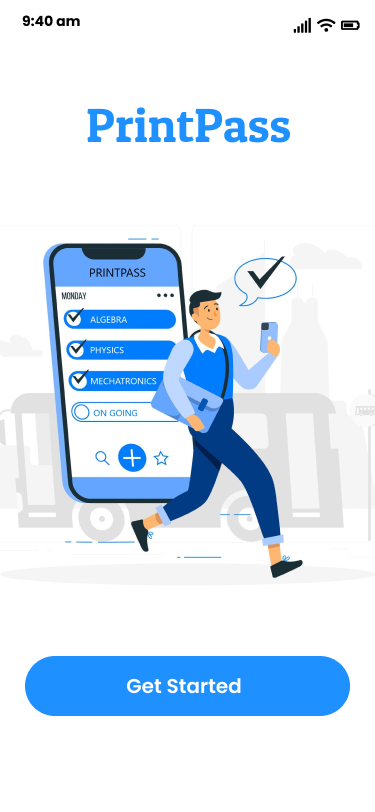 9:40 am
PrintPass
PRINTPASS
MONDAY
ALGEBRA
PHYSICS
MECHATRONICS
ON GOING
Get Started